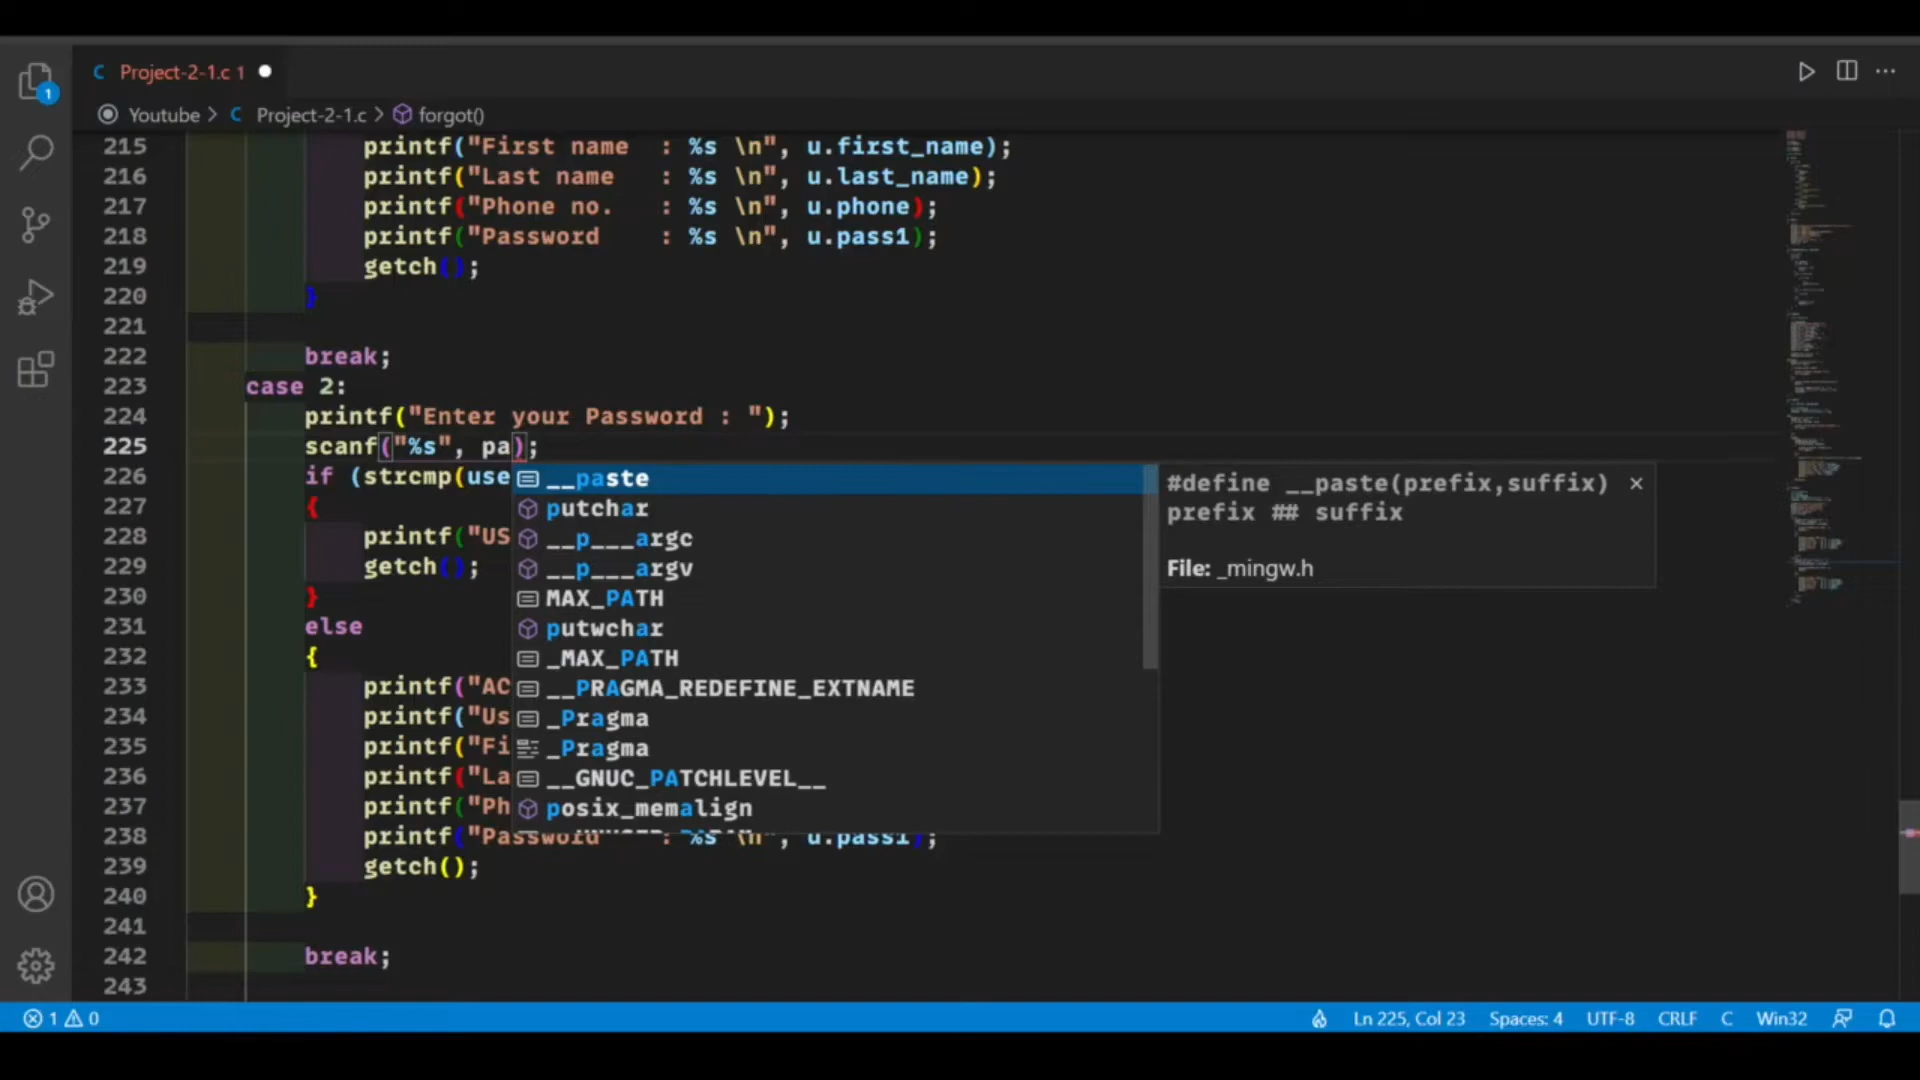 Project-2-1.c 1
Youtube > C Project-2-1.c > forgot()
215 printf("First name  : %s \n", u.first_name);
216 printf("Last name   : %s \n", u.last_name);
217 printf("Phone no.   : %s \n", u.phone);
218 printf("Password    : %s \n", u.pass1);
219 getch();
220 }
221
222 break;
223 case 2:
224 printf("Enter your Password : ");
225 scanf("%s", pa);
226 if (strcmp(use
227 {
228 printf("US
229 getch();
230 }
231 else
232 {
233 printf("AC
234 printf("Us
235 printf("Fi
236 printf("La
237 printf("Ph
238 printf("Password    : %s \n", u.pass1);
239 getch();
240 }
241
242 break;
243
__paste
putchar
__p___argc
__p___argv
MAX_PATH
putwchar
_MAX_PATH
__PRAGMA_REDEFINE_EXTNAME
_Pragma
_Pragma
__GNUC_PATCHLEVEL__
posix_memalign
#define __paste(prefix,suffix)
prefix ## suffix
File: _mingw.h
1
1 0
Ln 225, Col 23 Spaces: 4 UTF-8 CRLF C Win32